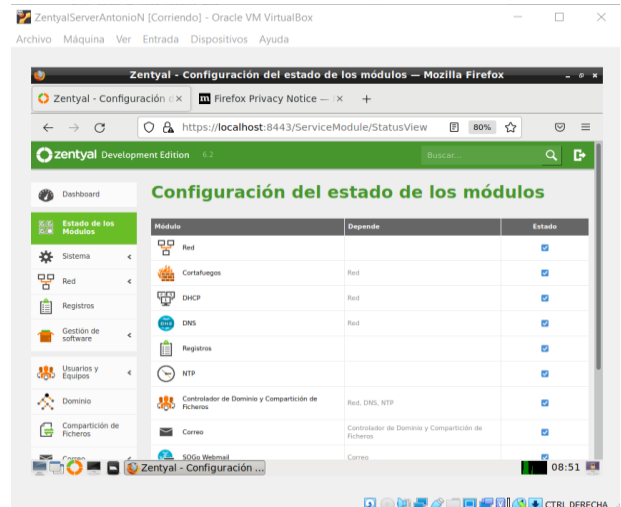 ZentyalServerAntonioN [Corriendo] - Oracle VM VirtualBox
Archivo Máquina Ver Entrada Dispositivos Ayuda
Zentyal - Configuración del estado de los módulos — Mozilla Firefox
Zentyal - Configuración d
Firefox Privacy Notice —
https://localhost:8443/ServiceModule/StatusView 80%
zentyal Development Edition 6.2 Buscar...
Dashboard
Estado de los Módulos
Sistema
Red
Registros
Gestión de software
Usuarios y Equipos
Dominio
Compartición de Ficheros
Correo
Configuración del estado de los módulos
Módulo Depende Estado
Red
Cortafuegos Red
DHCP Red
DNS Red
Registros
NTP
Controlador de Dominio y Compartición de Ficheros Red, DNS, NTP
Correo Controlador de Dominio y Compartición de Ficheros
SOGo Webmail Correo
Zentyal - Configuración ... 08:51
CTRL DERECHA